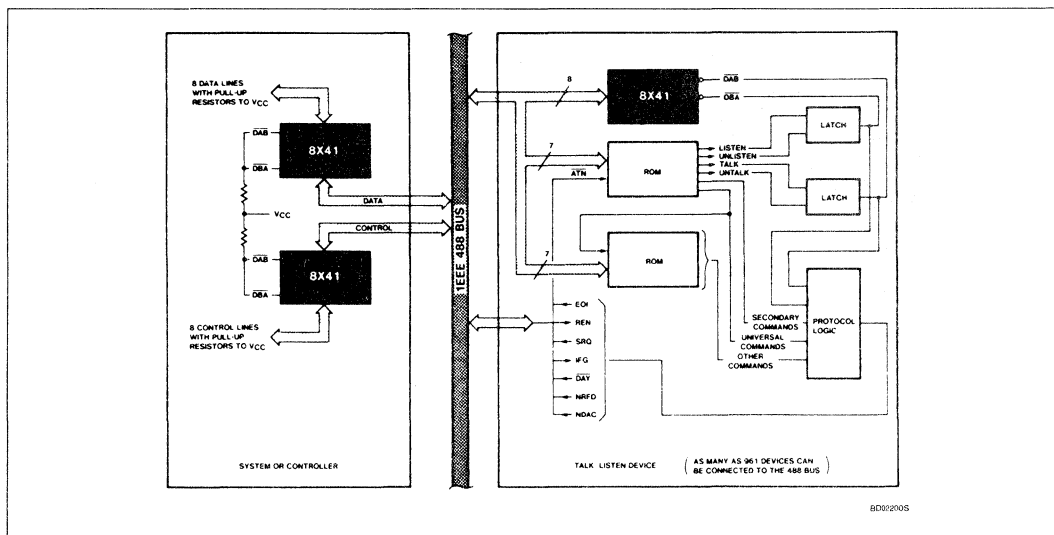 8 DATA LINES
WITH PULL-UP
RESISTORS TO VCC
DAB
8X41
DBA
DATA
VCC
CONTROL
DAB
8X41
DBA
8 CONTROL LINES
WITH PULL-UP
RESISTORS TO VCC
SYSTEM OR CONTROLLER
IEEE 488 BUS
8
8X41
DAB
DBA
LATCH
7
ATN
ROM
LISTEN
UNLISTEN
TALK
UNTALK
LATCH
7
ROM
EOI
REN
SRQ
IFG
DAY
NRFD
NDAC
SECONDARY
COMMANDS
UNIVERSAL
COMMANDS
OTHER
COMMANDS
PROTOCOL
LOGIC
TALK LISTEN DEVICE
(AS MANY AS 961 DEVICES CAN
BE CONNECTED TO THE 488 BUS)
BD02200S